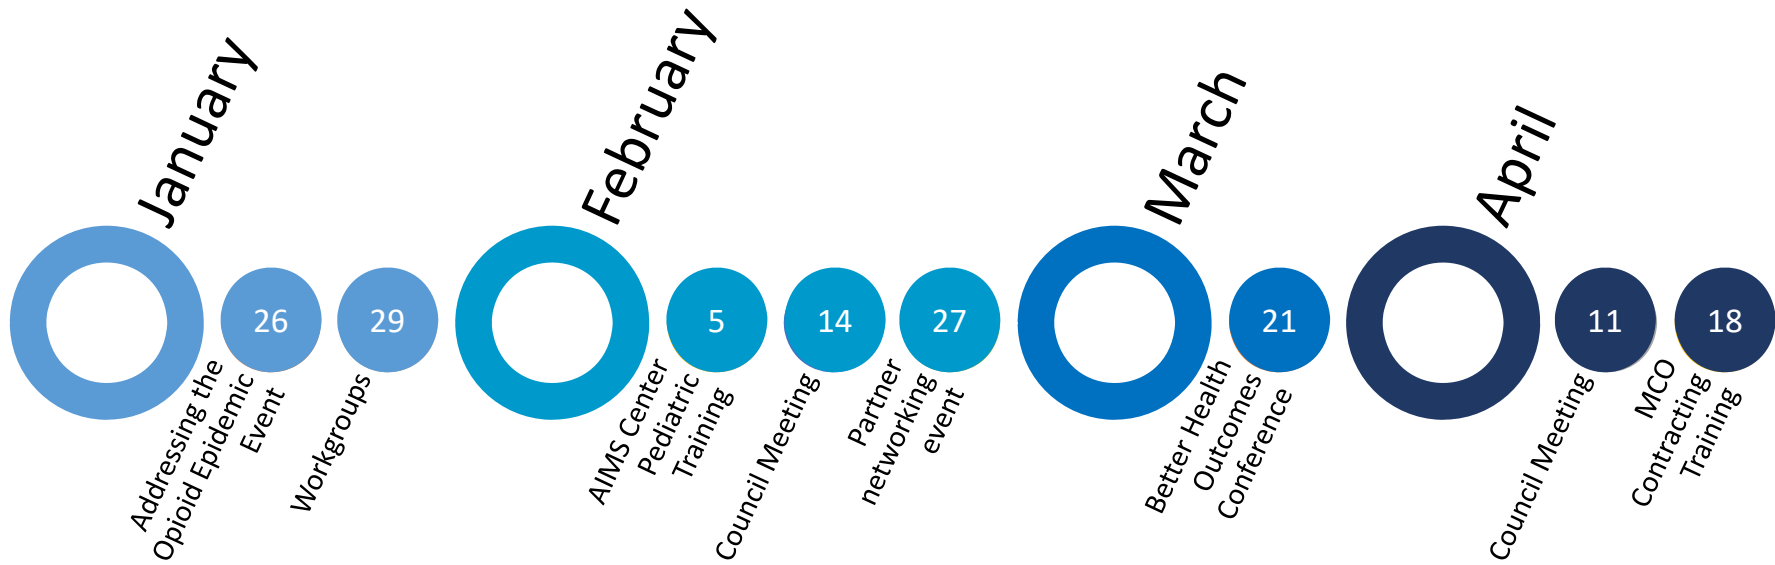 January
26
Addressing the
Opioid Epidemic
Event
29
Workgroups
February
5
AIMS Center
Pediatric
Training
14
Council Meeting
27
Partner
networking
event
March
21
Better Health
Outcomes
Conference
April
11
Council Meeting
18
MCO
Contracting
Training